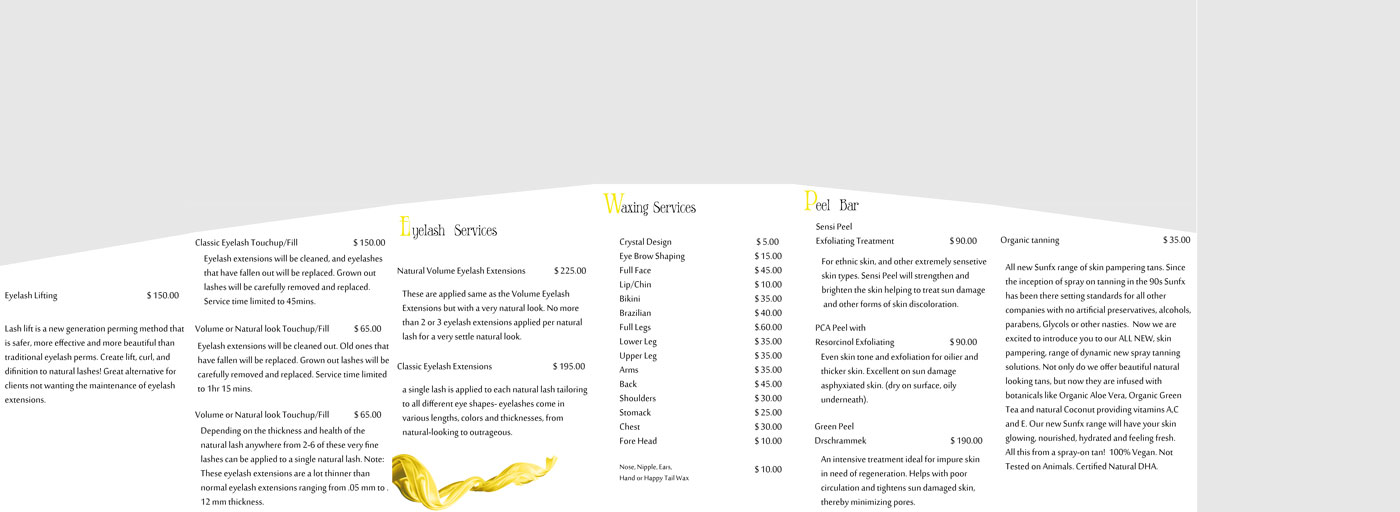 Eyelash Lifting $ 150.00
Lash lift is a new generation perming method that
is safer, more effective and more beautiful than
traditional eyelash perms. Create lift, curl, and
difinition to natural lashes! Great alternative for
clients not wanting the maintenance of eyelash
extensions.
Classic Eyelash Touchup/Fill $ 150.00
Eyelash extensions will be cleaned, and eyelashes
that have fallen out will be replaced. Grown out
lashes will be carefully removed and replaced.
Service time limited to 45mins.
Volume or Natural look Touchup/Fill $ 65.00
Eyelash extensions will be cleaned out. Old ones that
have fallen will be replaced. Grown out lashes will be
carefully removed and replaced. Service time limited
to 1hr 15 mins.
Volume or Natural look Touchup/Fill $ 65.00
Depending on the thickness and health of the
natural lash anywhere from 2-6 of these very fine
lashes can be applied to a single natural lash. Note:
These eyelash extensions are a lot thinner than
normal eyelash extensions ranging from .05 mm to .
12 mm thickness.
Eyelash Services
Natural Volume Eyelash Extensions $ 225.00
These are applied same as the Volume Eyelash
Extensions but with a very natural look. No more
than 2 or 3 eyelash extensions applied per natural
lash for a very settle natural look.
Classic Eyelash Extensions $ 195.00
a single lash is applied to each natural lash tailoring
to all different eye shapes- eyelashes come in
various lengths, colors and thicknesses, from
natural-looking to outrageous.
Waxing Services
Crystal Design $ 5.00
Eye Brow Shaping $ 15.00
Full Face $ 45.00
Lip/Chin $ 10.00
Bikini $ 35.00
Brazilian $ 40.00
Full Legs $.60.00
Lower Leg $ 35.00
Upper Leg $ 35.00
Arms $ 35.00
Back $ 45.00
Shoulders $ 30.00
Stomack $ 25.00
Chest $ 30.00
Fore Head $ 10.00
Nose, Nipple, Ears,
Hand or Happy Tail Wax $ 10.00
Peel Bar
Sensi Peel
Exfoliating Treatment $ 90.00
For ethnic skin, and other extremely sensetive
skin types. Sensi Peel will strengthen and
brighten the skin helping to treat sun damage
and other forms of skin discoloration.
PCA Peel with
Resorcinol Exfoliating $ 90.00
Even skin tone and exfoliation for oilier and
thicker skin. Excellent on sun damage
asphyxiated skin. (dry on surface, oily
underneath).
Green Peel
Drschrammek $ 190.00
An intensive treatment ideal for impure skin
in need of regeneration. Helps with poor
circulation and tightens sun damaged skin,
thereby minimizing pores.
Organic tanning $ 35.00
All new Sunfx range of skin pampering tans. Since
the inception of spray on tanning in the 90s Sunfx
has been there setting standards for all other
companies with no artificial preservatives, alcohols,
parabens, Glycols or other nasties. Now we are
excited to introduce you to our ALL NEW, skin
pampering, range of dynamic new spray tanning
solutions. Not only do we offer beautiful natural
looking tans, but now they are infused with
botanicals like Organic Aloe Vera, Organic Green
Tea and natural Coconut providing vitamins A,C
and E. Our new Sunfx range will have your skin
glowing, nourished, hydrated and feeling fresh.
All this from a spray-on tan! 100% Vegan. Not
Tested on Animals. Certified Natural DHA.